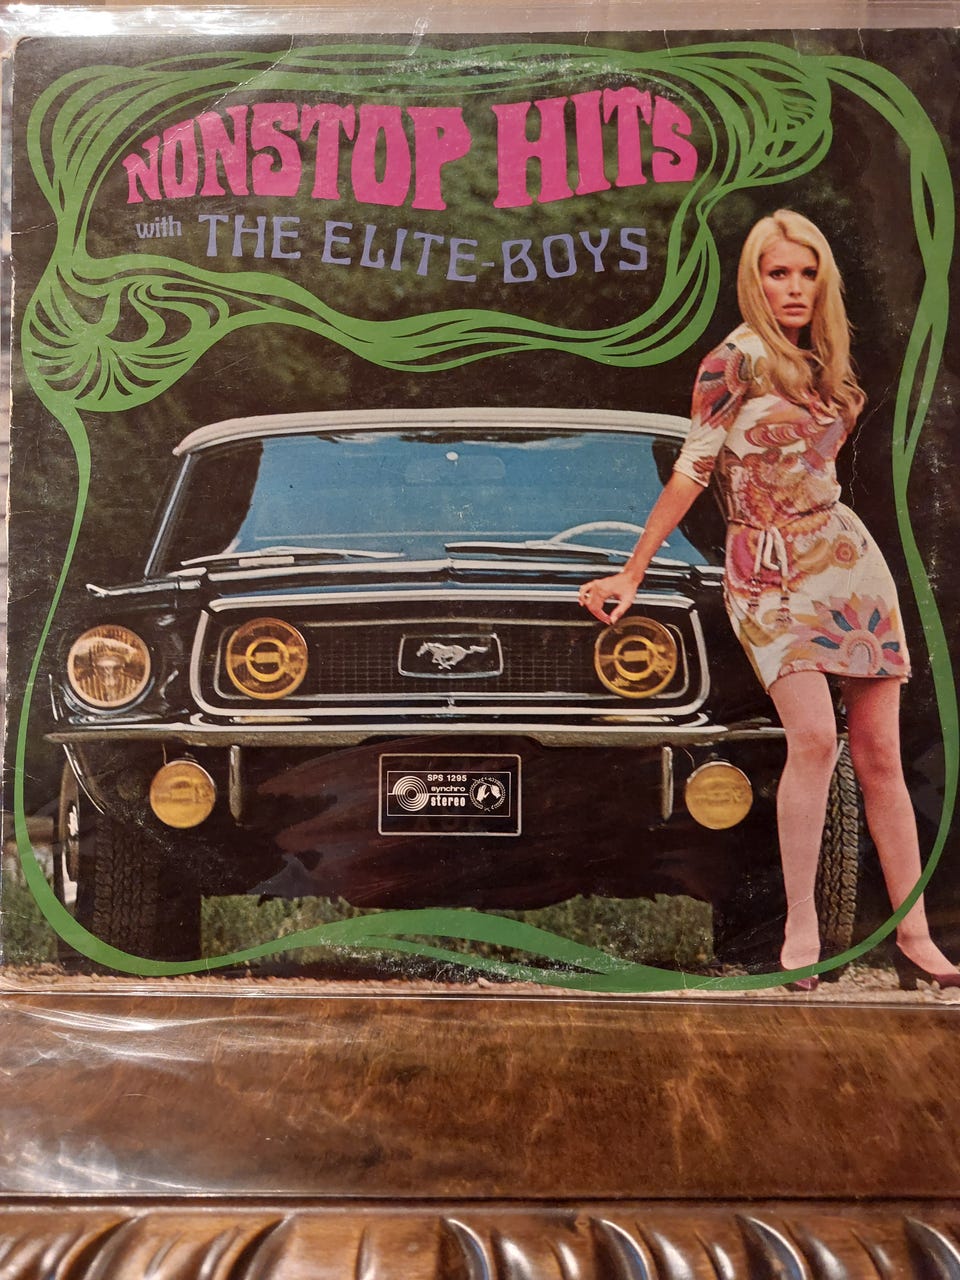 NONSTOP HITS
with THE ELITE-BOYS
SPS 1295
synchro
stereo